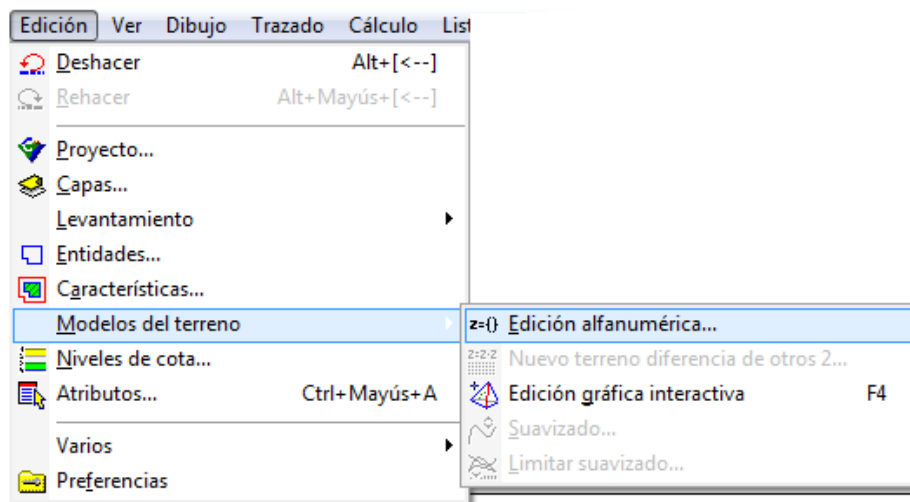 Edición Ver Dibujo Trazado Cálculo List
Deshacer Alt+[<--]
Rehacer Alt+Mayús+[<--]
Proyecto...
Capas...
Levantamiento
Entidades...
Características...
Modelos del terreno
Niveles de cota...
Atributos... Ctrl+Mayús+A
Varios
Preferencias
z={} Edición alfanumérica...
z=z-z Nuevo terreno diferencia de otros 2...
Edición gráfica interactiva F4
Suavizado...
Limitar suavizado...